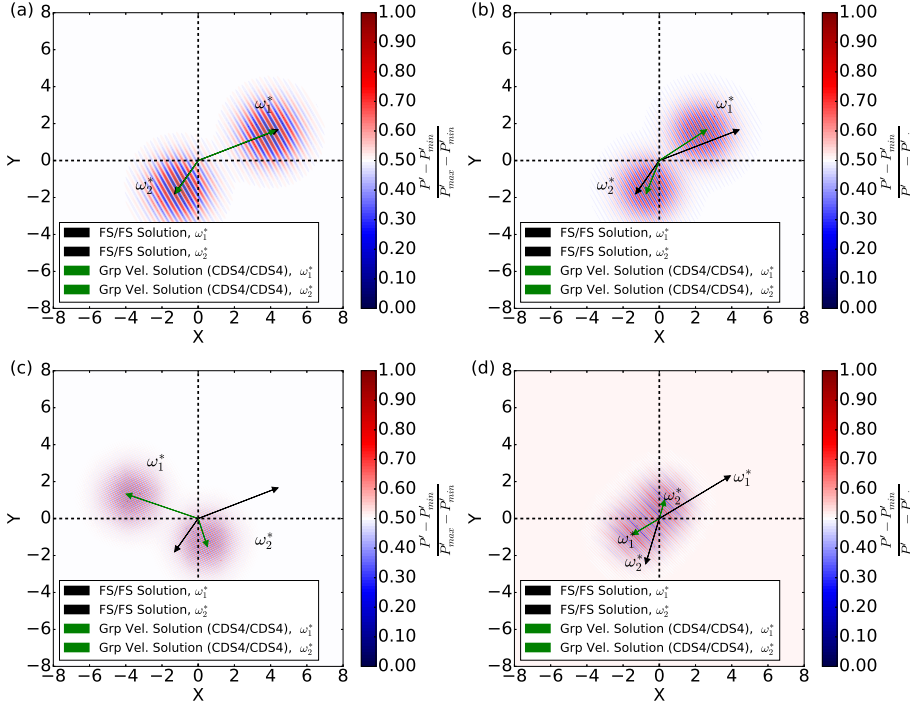 (a)
8
6
4
2
0
−2
−4
−6
−8
Y
ω₁*
ω₂*
FS/FS Solution, ω₁*
FS/FS Solution, ω₂*
Grp Vel. Solution (CDS4/CDS4), ω₁*
Grp Vel. Solution (CDS4/CDS4), ω₂*
−8 −6 −4 −2 0 2 4 6 8
X
1.00
0.90
0.80
0.70
0.60
0.50
0.40
0.30
0.20
0.10
0.00
P′ − P′min
P′max − P′min
(b)
8
6
4
2
0
−2
−4
−6
−8
Y
ω₁*
ω₂*
FS/FS Solution, ω₁*
FS/FS Solution, ω₂*
Grp Vel. Solution (CDS4/CDS4), ω₁*
Grp Vel. Solution (CDS4/CDS4), ω₂*
−8 −6 −4 −2 0 2 4 6 8
X
1.00
0.90
0.80
0.70
0.60
0.50
0.40
0.30
0.20
0.10
0.00
P′ − P′
P′
(c)
8
6
4
2
0
−2
−4
−6
−8
Y
ω₁*
ω₂*
FS/FS Solution, ω₁*
FS/FS Solution, ω₂*
Grp Vel. Solution (CDS4/CDS4), ω₁*
Grp Vel. Solution (CDS4/CDS4), ω₂*
−8 −6 −4 −2 0 2 4 6 8
X
1.00
0.90
0.80
0.70
0.60
0.50
0.40
0.30
0.20
0.10
0.00
P′ − P′min
P′max − P′min
(d)
8
6
4
2
0
−2
−4
−6
−8
Y
ω₁*
ω₂*
ω₁
ω₂*
FS/FS Solution, ω₁*
FS/FS Solution, ω₂*
Grp Vel. Solution (CDS4/CDS4), ω₁*
Grp Vel. Solution (CDS4/CDS4), ω₂*
−8 −6 −4 −2 0 2 4 6 8
X
1.00
0.90
0.80
0.70
0.60
0.50
0.40
0.30
0.20
0.10
0.00
P′ − P′
P′